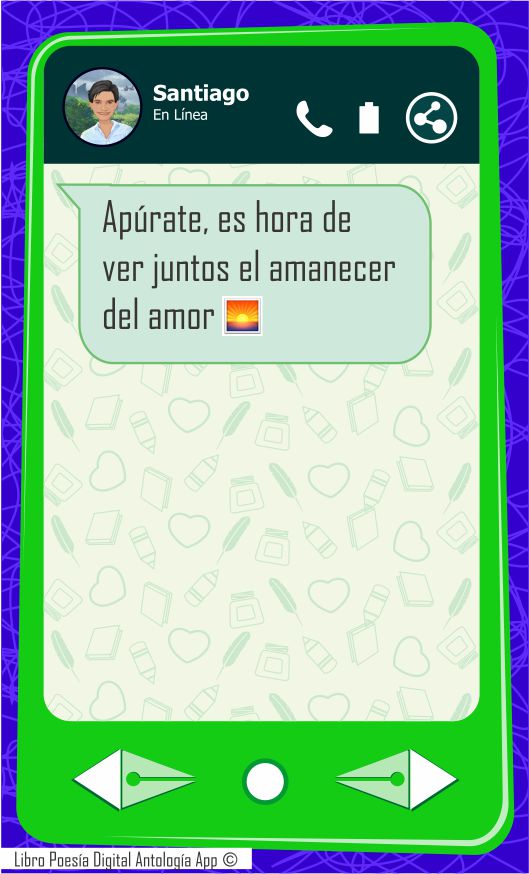 Santiago
En Línea
Apúrate, es hora de
ver juntos el amanecer
del amor 🌅
Libro Poesía Digital Antología App ©